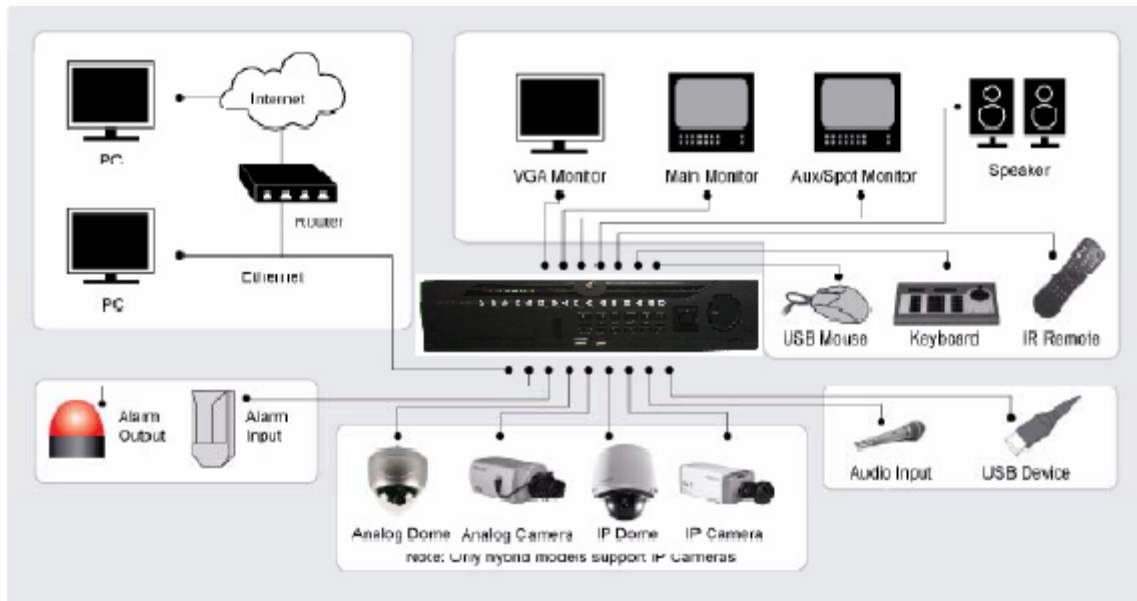 Internet
PC
Router
Ethernet
PC
VGA Monitor
Main Monitor
Aux/Spot Monitor
Speaker
USB Mouse
Keyboard
IR Remote
Alarm Output
Alarm Input
Audio Input
USB Device
Analog Dome
Analog Camera
IP Dome
IP Camera
Note: Only hybrid models support IP Cameras